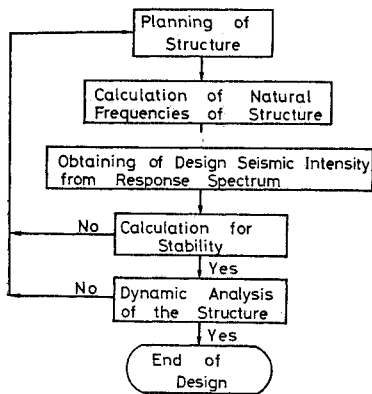 Planning of
Structure
Calculation of Natural
Frequencies of Structure
Obtaining of Design Seismic Intensity
from Response Spectrum
No
Calculation for
Stability
Yes
No
Dynamic Analysis
of the Structure
Yes
End of
Design